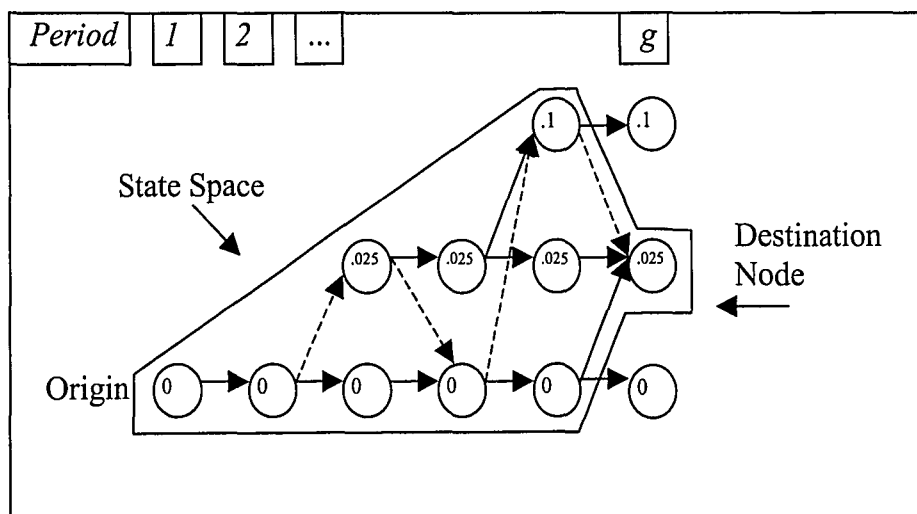 Period 1 2 ... g
.1 .1
State Space
.025 .025 .025 .025
Destination
Node
Origin 0 0 0 0 0 0